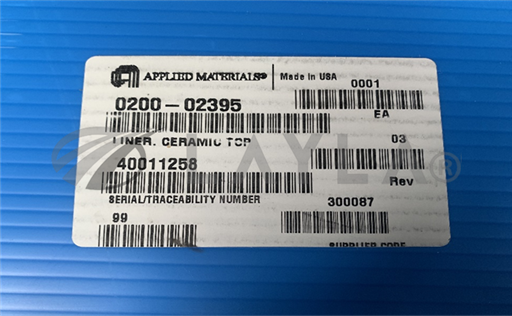 APPLIED MATERIALS® Made in USA 0001
0200-02395 EA
LINER, CERAMIC TOP 03
40011258 Rev
SERIAL/TRACEABILITY NUMBER 300087
99
SUPPLIER CODE